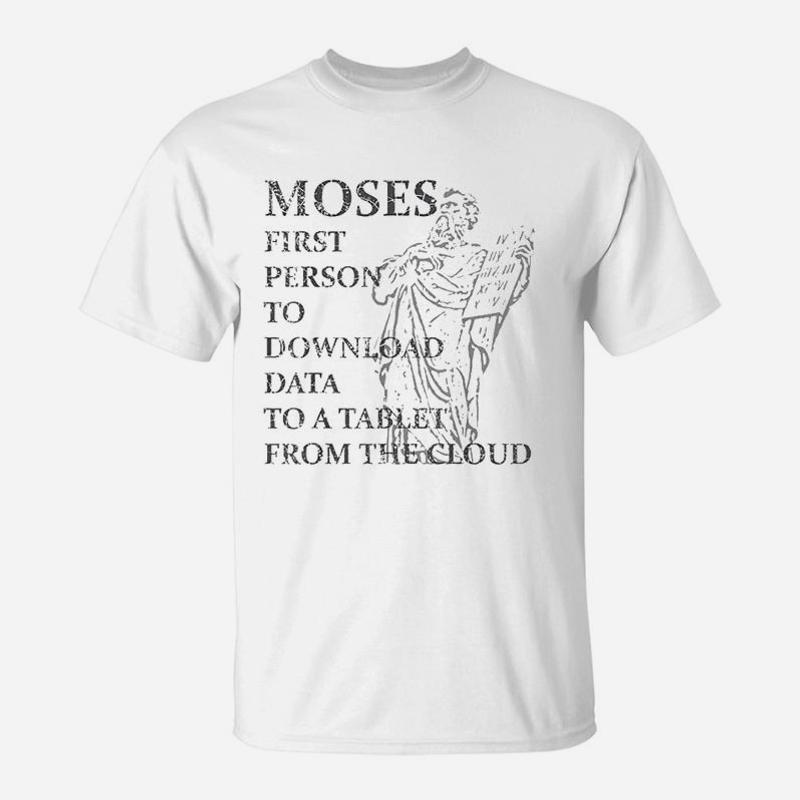 MOSES
FIRST
PERSON
TO
DOWNLOAD
DATA
TO A TABLET
FROM THE CLOUD